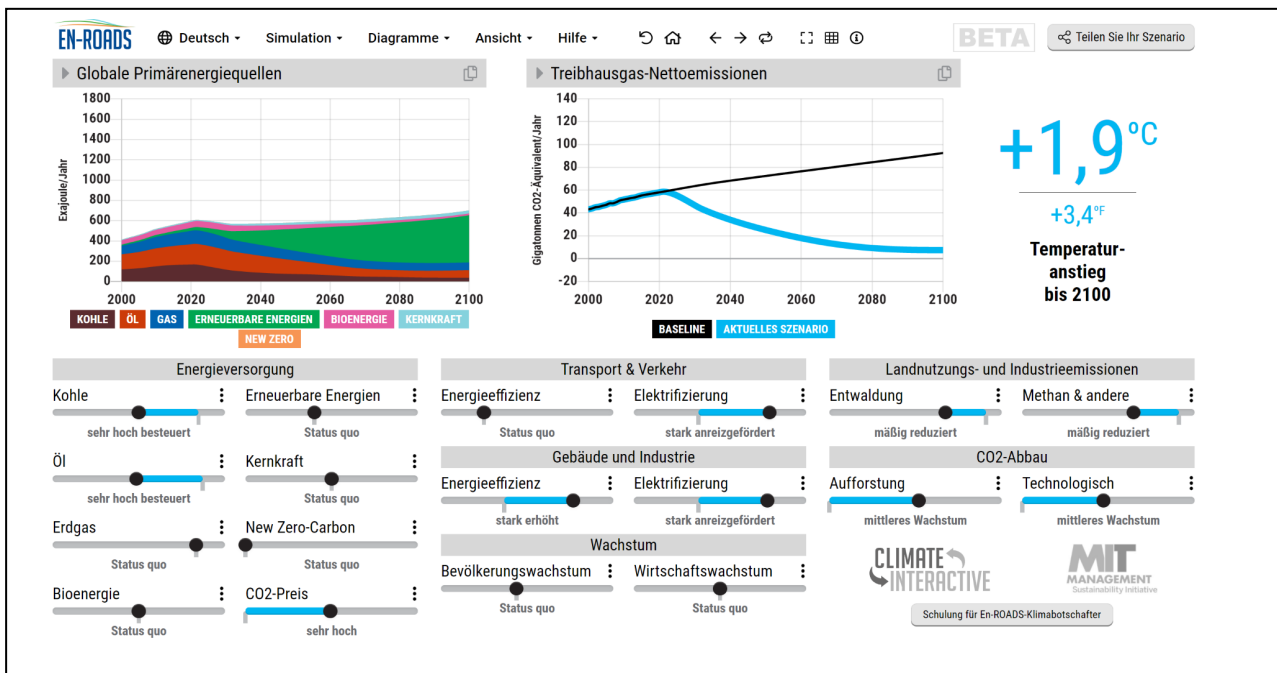 EN-ROADS
Deutsch
Simulation
Diagramme
Ansicht
Hilfe
BETA
Teilen Sie Ihr Szenario
Globale Primärenergiequellen
1800
1600
1400
1200
1000
800
600
400
200
0
Exajoule/Jahr
2000 2020 2040 2060 2080 2100
KOHLE ÖL GAS ERNEUERBARE ENERGIEN BIOENERGIE KERNKRAFT
NEW ZERO
Treibhausgas-Nettoemissionen
140
120
100
80
60
40
20
0
-20
Gigatonnen CO2-Äquivalent/Jahr
2000 2020 2040 2060 2080 2100
BASELINE AKTUELLES SZENARIO
+1,9°C
+3,4°F
Temperatur-
anstieg
bis 2100
Energieversorgung
Kohle
sehr hoch besteuert
Erneuerbare Energien
Status quo
Öl
sehr hoch besteuert
Kernkraft
Status quo
Erdgas
Status quo
New Zero-Carbon
Status quo
Bioenergie
Status quo
CO2-Preis
sehr hoch
Transport & Verkehr
Energieeffizienz
Status quo
Elektrifizierung
stark anreizgefördert
Gebäude und Industrie
Energieeffizienz
stark erhöht
Elektrifizierung
stark anreizgefördert
Wachstum
Bevölkerungswachstum
Status quo
Wirtschaftswachstum
Status quo
Landnutzungs- und Industrieemissionen
Entwaldung
mäßig reduziert
Methan & andere
mäßig reduziert
CO2-Abbau
Aufforstung
mittleres Wachstum
Technologisch
mittleres Wachstum
CLIMATE
INTERACTIVE
MIT
MANAGEMENT
Sustainability Initiative
Schulung für En-ROADS-Klimabotschafter